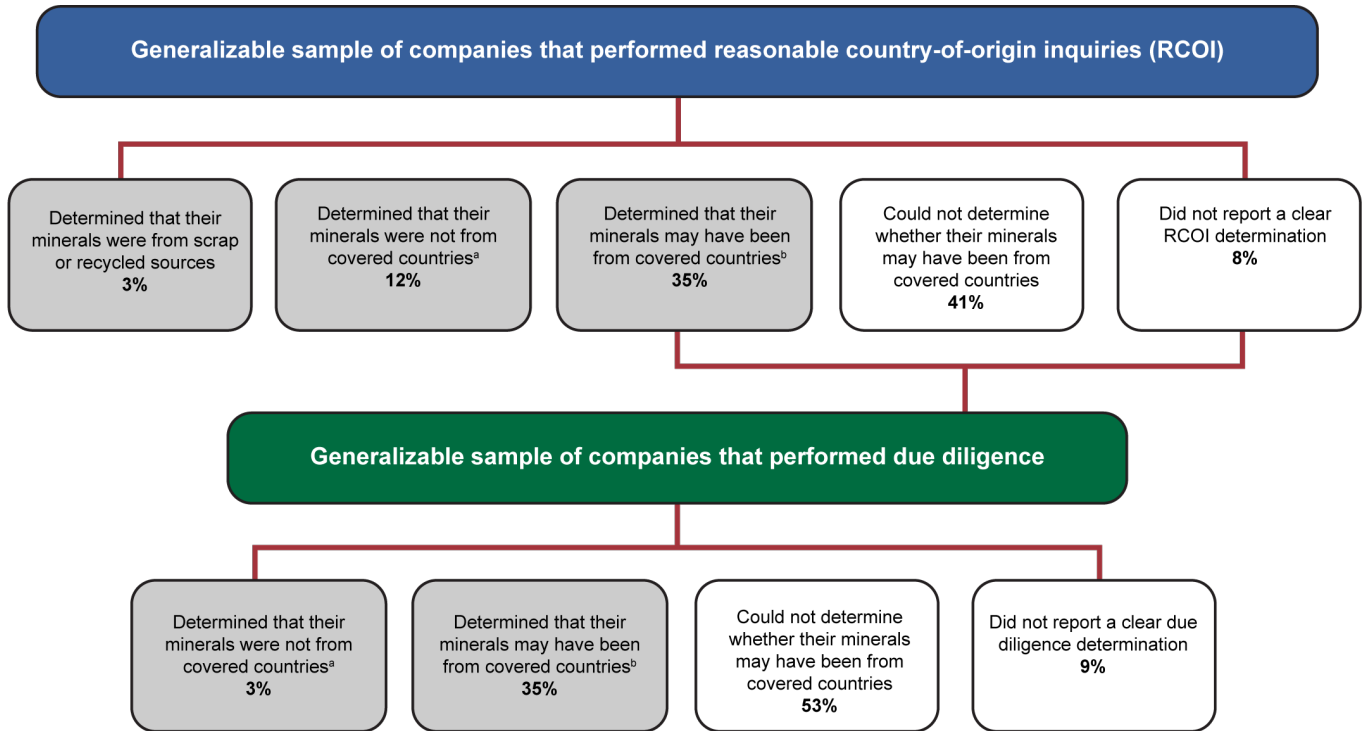 Generalizable sample of companies that performed reasonable country-of-origin inquiries (RCOI)
Determined that their
minerals were from scrap
or recycled sources
3%
Determined that their
minerals were not from
covered countriesᵃ
12%
Determined that their
minerals may have been
from covered countriesᵇ
35%
Could not determine
whether their minerals
may have been from
covered countries
41%
Did not report a clear
RCOI determination
8%
Generalizable sample of companies that performed due diligence
Determined that their
minerals were not from
covered countriesᵃ
3%
Determined that their
minerals may have been
from covered countriesᵇ
35%
Could not determine
whether their minerals
may have been from
covered countries
53%
Did not report a clear due
diligence determination
9%